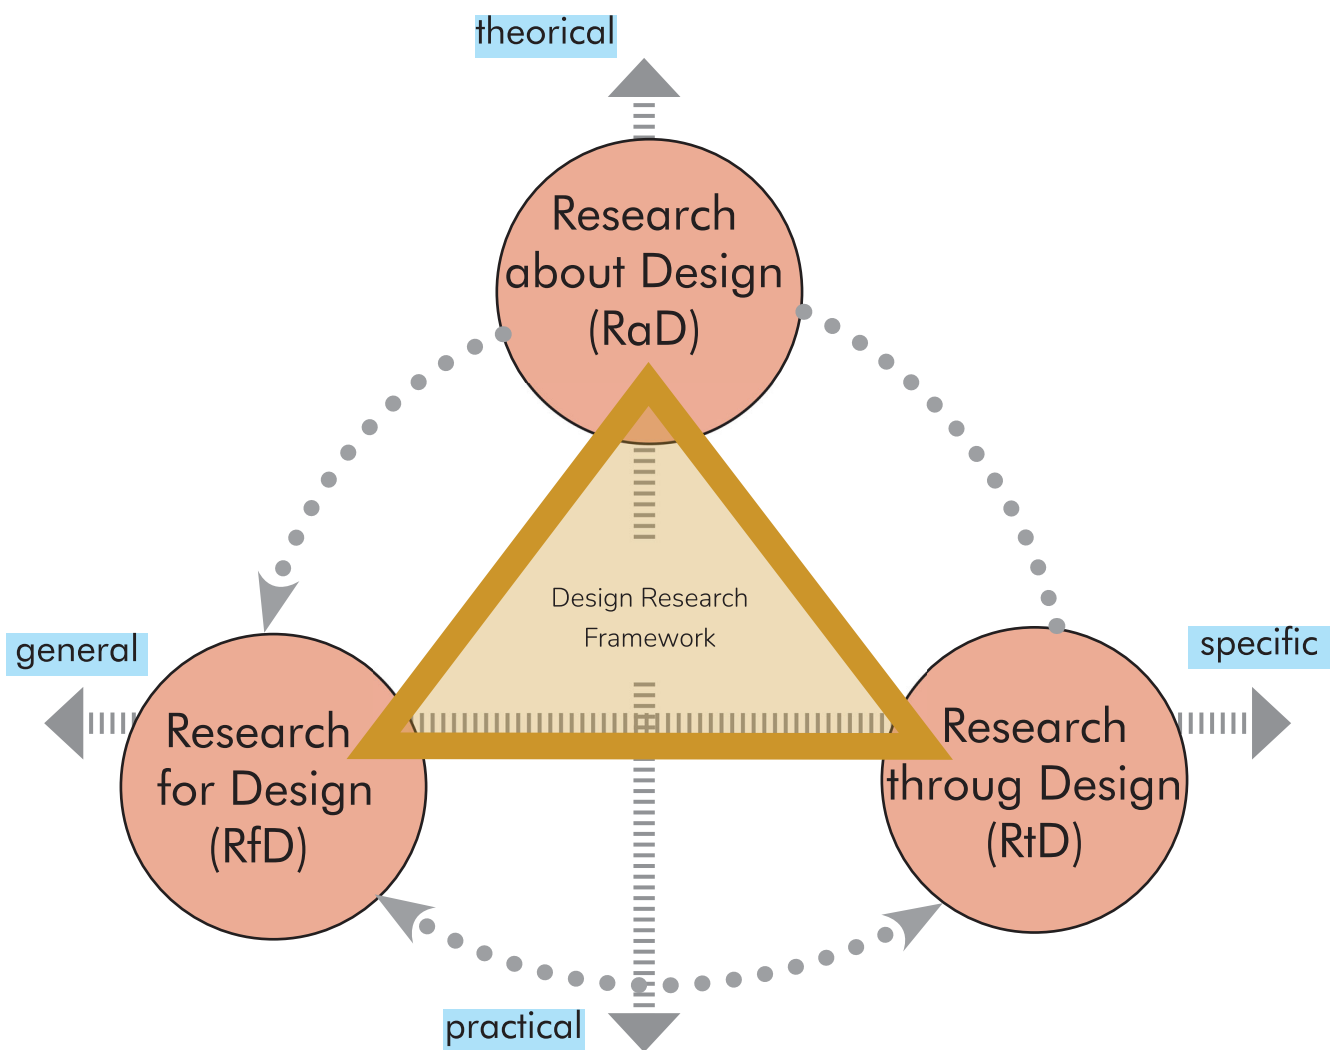 theorical
Research
about Design
(RaD)
Design Research
Framework
general
specific
Research
for Design
(RfD)
Research
throug Design
(RtD)
practical